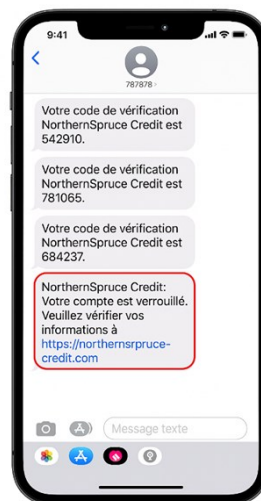 9:41
787878 >
Votre code de vérification
NorthernSpruce Credit est
542910.
Votre code de vérification
NorthernSpruce Credit est
781065.
Votre code de vérification
NorthernSpruce Credit est
684237.
NorthernSpruce Credit:
Votre compte est verrouillé.
Veuillez vérifier vos
informations à
https://northernsrpruce-
credit.com
Message texte